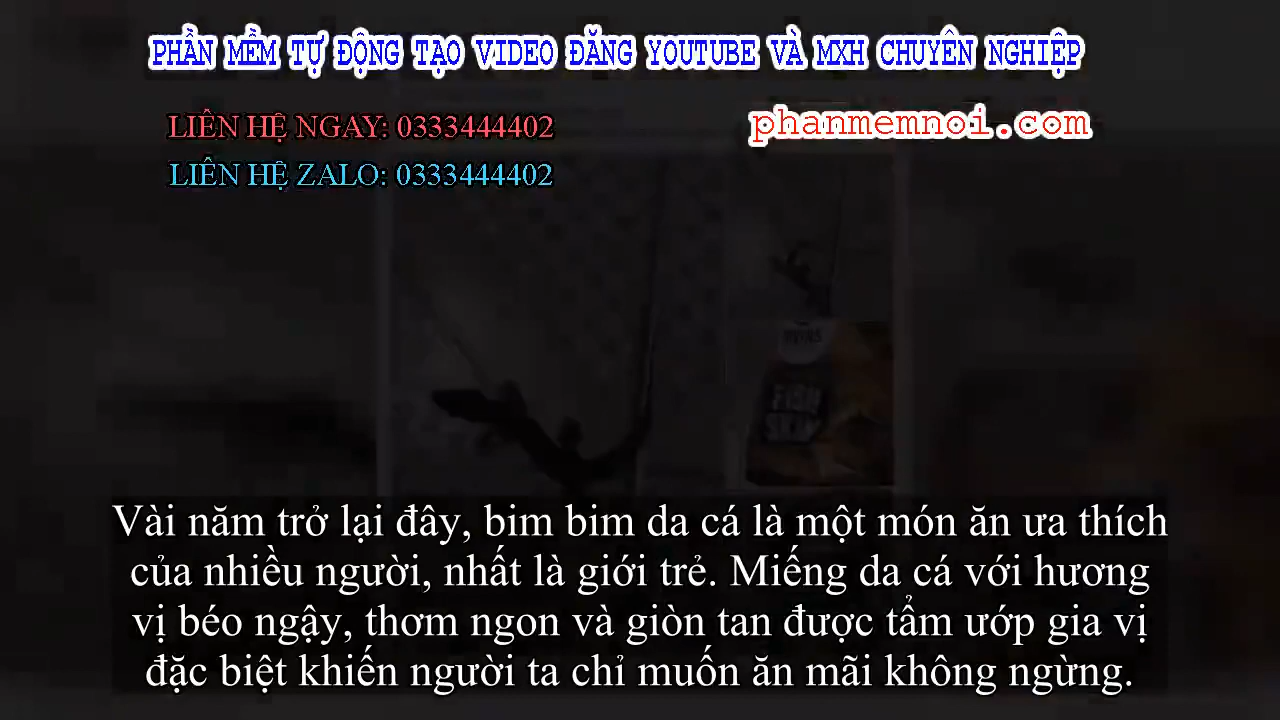 PHẦN MỀM TỰ ĐỘNG TẠO VIDEO ĐĂNG YOUTUBE VÀ MXH CHUYÊN NGHIỆP
LIÊN HỆ NGAY: 0333444402
phanmemnoi.com
LIÊN HỆ ZALO: 0333444402
FISH
SKIN
Vài năm trở lại đây, bim bim da cá là một món ăn ưa thích
của nhiều người, nhất là giới trẻ. Miếng da cá với hương
vị béo ngậy, thơm ngon và giòn tan được tẩm ướp gia vị
đặc biệt khiến người ta chỉ muốn ăn mãi không ngừng.